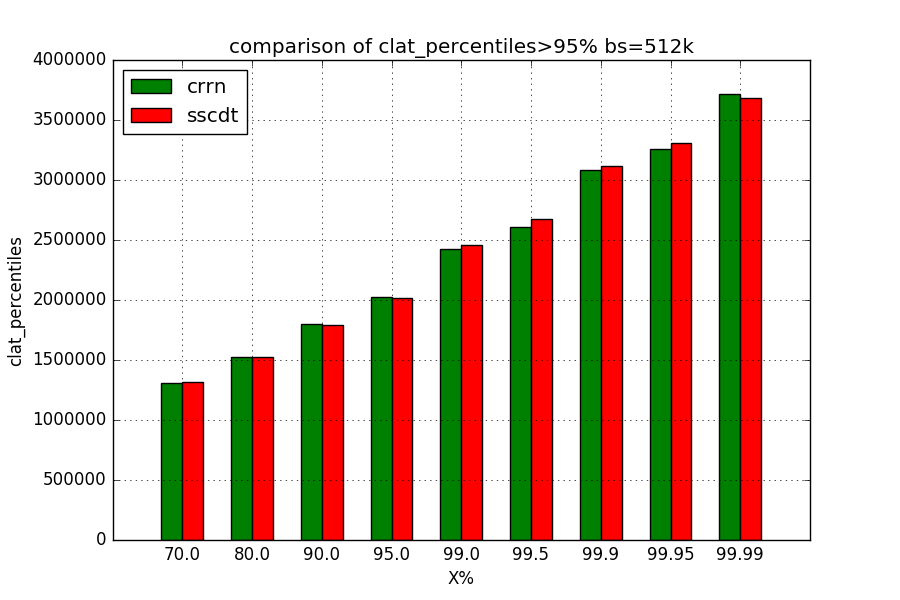 comparison of clat_percentiles>95% bs=512k
4000000
3500000
3000000
2500000
2000000
1500000
1000000
500000
0
clat_percentiles
crrn
sscdt
70.0 80.0 90.0 95.0 99.0 99.5 99.9 99.95 99.99
X%